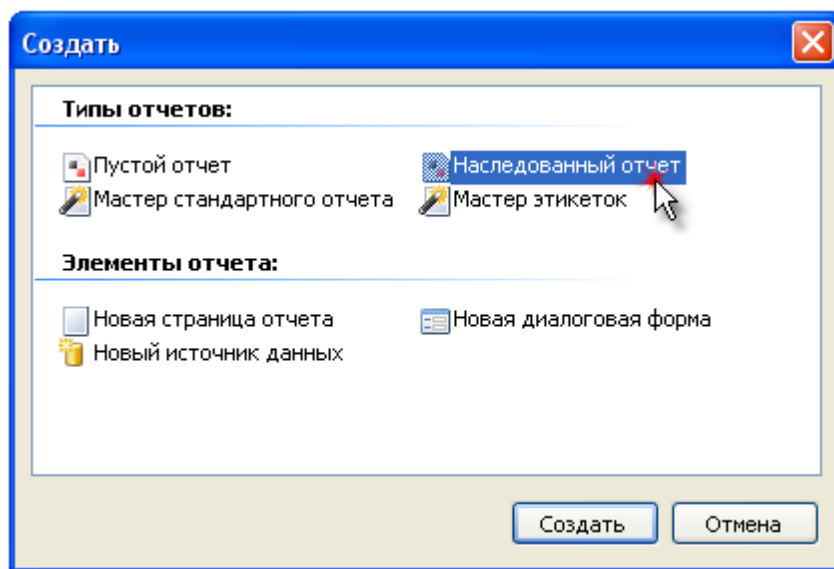 Создать
Типы отчетов:
Пустой отчет Наследованный отчет
Мастер стандартного отчета Мастер этикеток
Элементы отчета:
Новая страница отчета Новая диалоговая форма
Новый источник данных
Создать Отмена